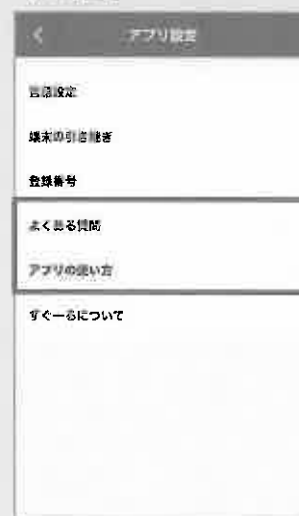 アプリ設定
言語設定
端末の引き継ぎ
登録番号
よくある質問
アプリの使い方
すぐーるについて